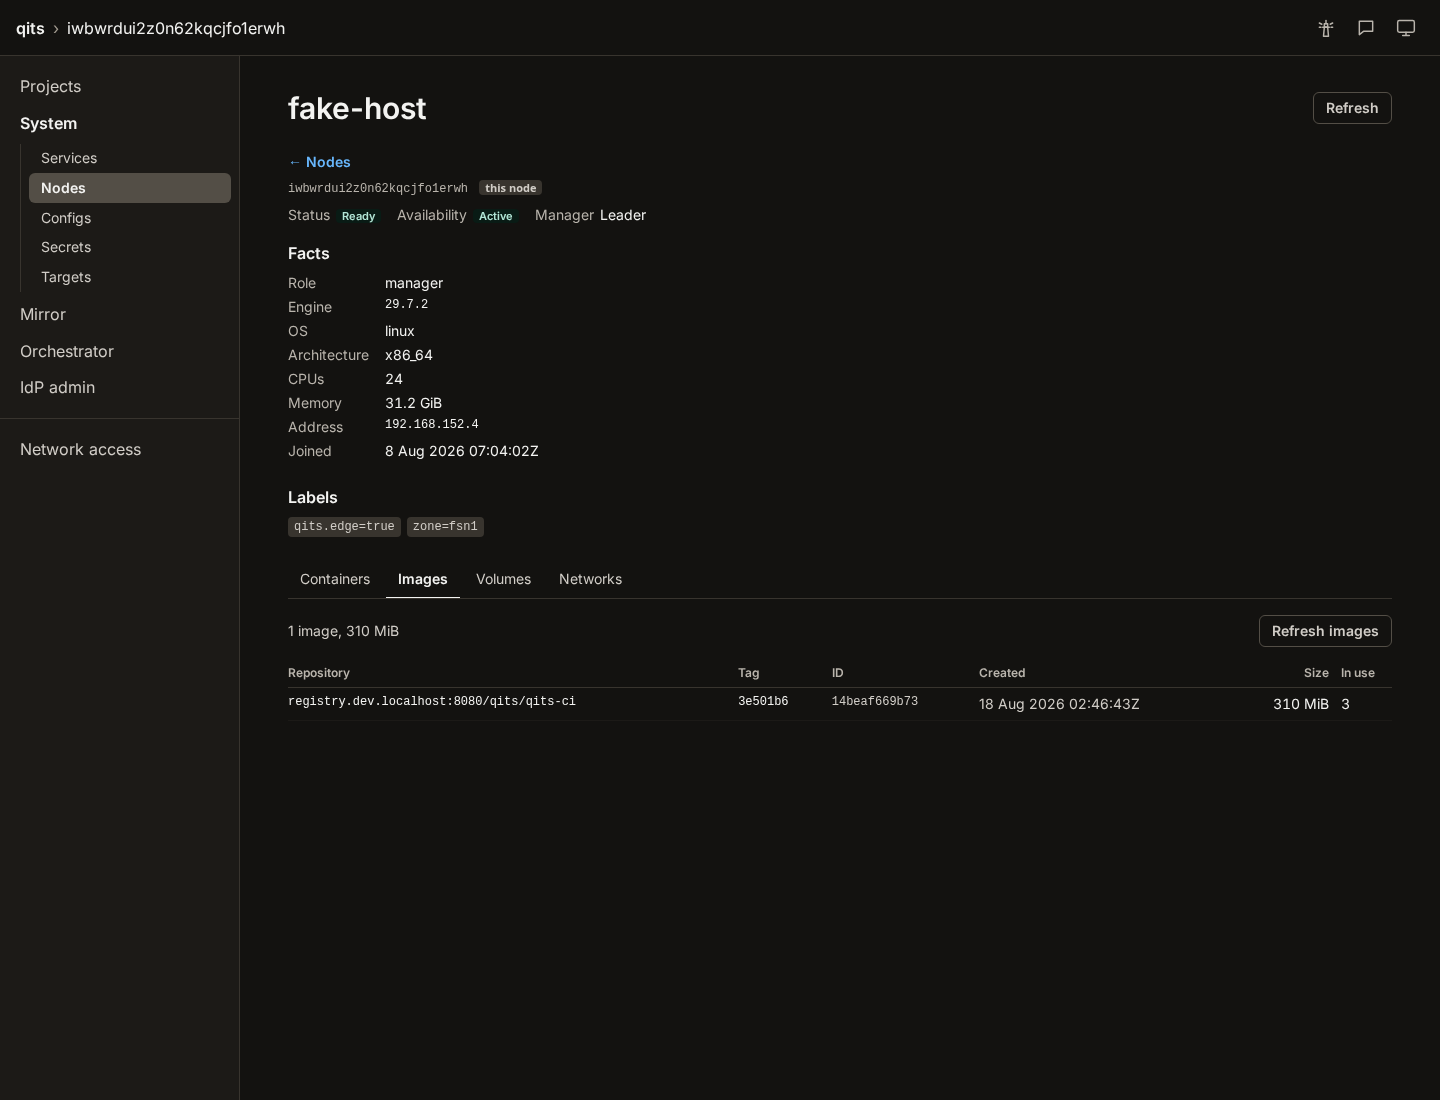 qits › iwbwrdui2z0n62kqcjfo1erwh
Projects
System
Services
Nodes
Configs
Secrets
Targets
Mirror
Orchestrator
IdP admin
Network access
fake-host
Refresh
← Nodes
iwbwrdui2z0n62kqcjfo1erwh this node
Status Ready Availability Active Manager Leader
Facts
Role manager
Engine 29.7.2
OS linux
Architecture x86_64
CPUs 24
Memory 31.2 GiB
Address 192.168.152.4
Joined 8 Aug 2026 07:04:02Z
Labels
qits.edge=true zone=fsn1
Containers Images Volumes Networks
1 image, 310 MiB
Refresh images
Repository Tag ID Created Size In use
registry.dev.localhost:8080/qits/qits-ci 3e501b6 14beaf669b73 18 Aug 2026 02:46:43Z 310 MiB 3